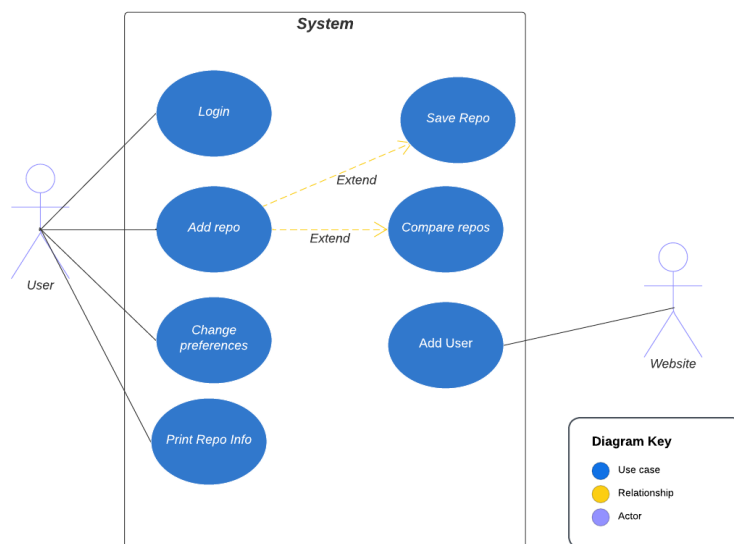 System
Login
Save Repo
Extend
Add repo
Compare repos
Extend
User
Change
preferences
Add User
Website
Print Repo Info
Diagram Key
Use case
Relationship
Actor